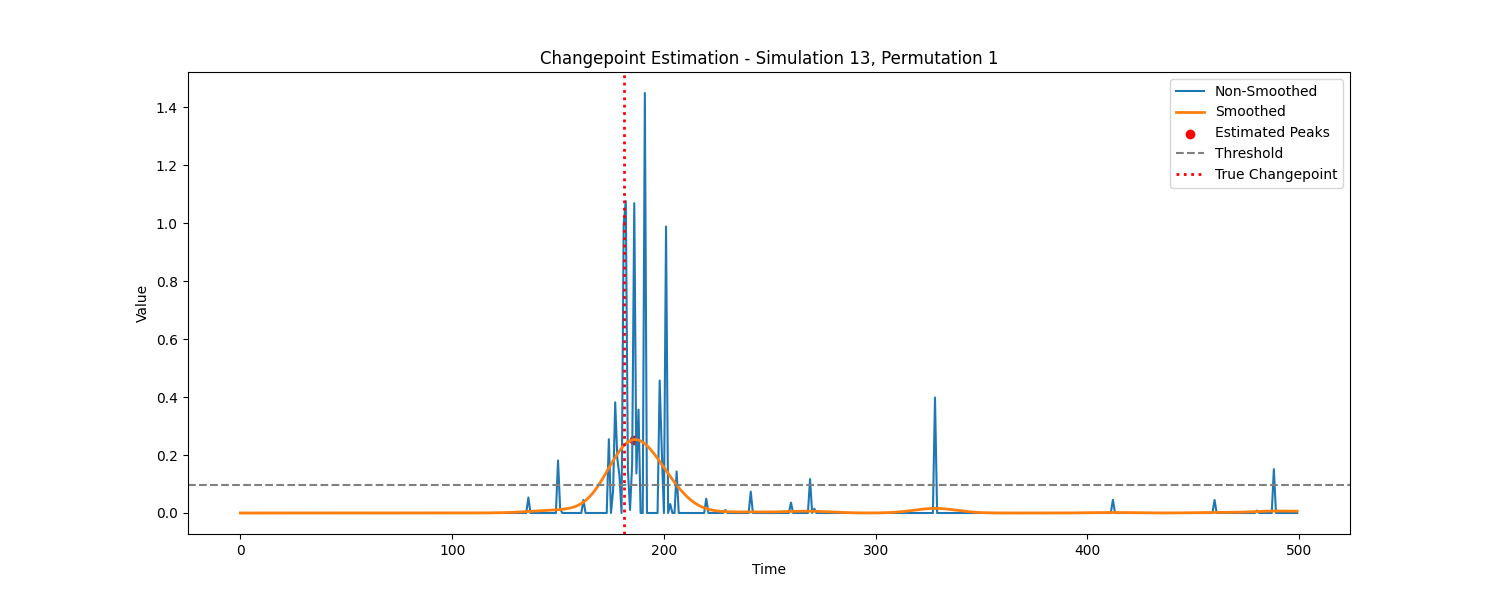 Changepoint Estimation - Simulation 13, Permutation 1
Non-Smoothed
Smoothed
Estimated Peaks
Threshold
True Changepoint
1.4
1.2
1.0
0.8
0.6
0.4
0.2
0.0
Value
0 100 200 300 400 500
Time